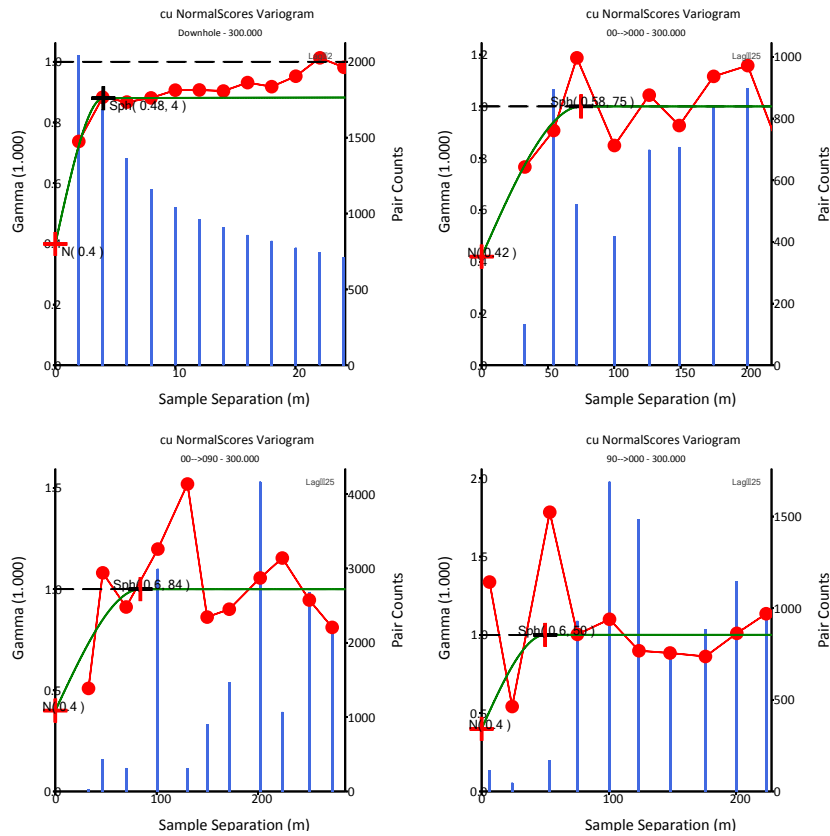 cu NormalScores Variogram
Downhole - 300.000
1.0
0.8
0.2
0.0
N( 0.4 )
Sph( 0.48, 4 )
2000
1500
1000
500
0
0
10
20
Gamma (1.000)
Pair Counts
Sample Separation (m)
cu NormalScores Variogram
00-->000 - 300.000
1.2
1.0
0.8
0.6
0.4
0.2
0.0
N( 0.42 )
Sph( 0.58, 75 )
1000
800
600
400
200
0
0
50
100
150
200
Gamma (1.000)
Pair Counts
Sample Separation (m)
cu NormalScores Variogram
00-->090 - 300.000
1.5
1.0
0.5
0.0
N( 0.4 )
Sph( 0.6, 84 )
4000
3000
2000
1000
0
0
100
200
Gamma (1.000)
Pair Counts
Sample Separation (m)
cu NormalScores Variogram
90-->000 - 300.000
2.0
1.5
1.0
0.5
0.0
N( 0.4 )
1500
1000
500
0
0
50
100
150
200
Gamma (1.000)
Pair Counts
Sample Separation (m)